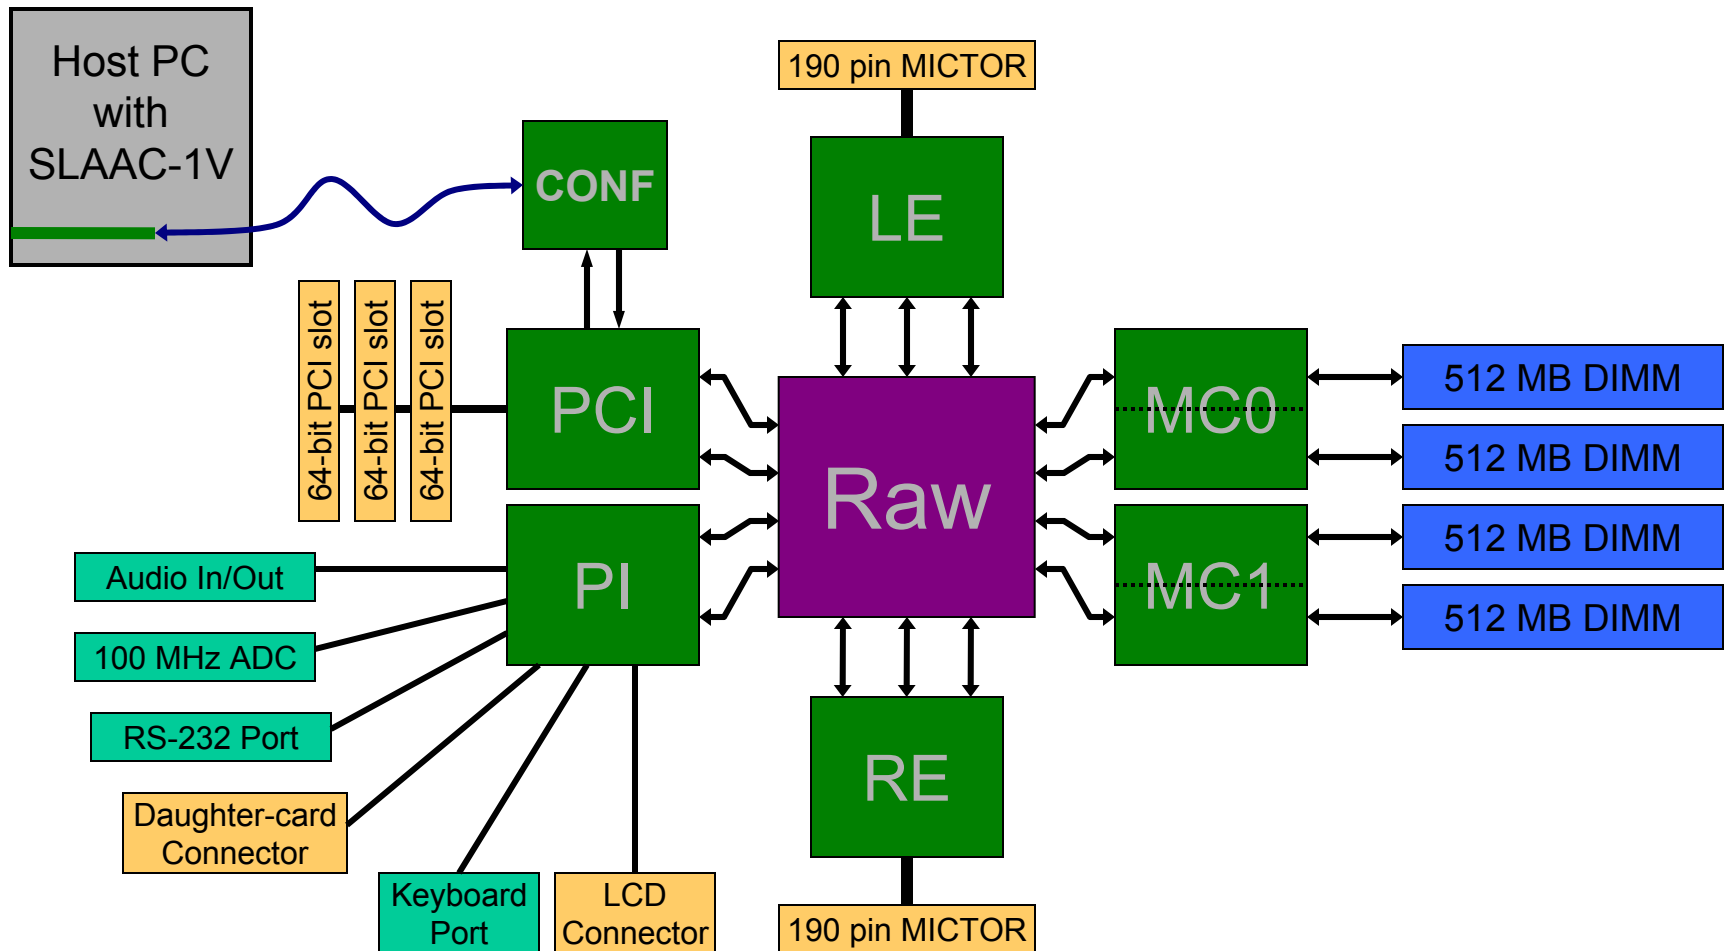 Host PC
with
SLAAC-1V
190 pin MICTOR
CONF
LE
64-bit PCI slot
64-bit PCI slot
64-bit PCI slot
PCI
Raw
MC0
512 MB DIMM
512 MB DIMM
PI
MC1
512 MB DIMM
512 MB DIMM
Audio In/Out
100 MHz ADC
RS-232 Port
Daughter-card
Connector
Keyboard
Port
LCD
Connector
RE
190 pin MICTOR